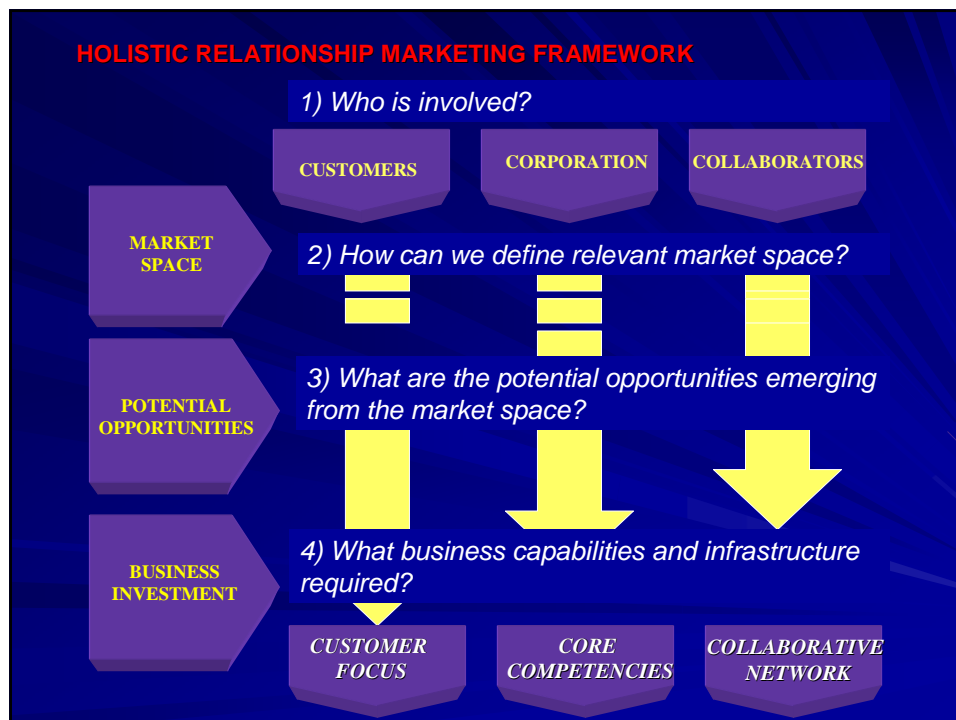 HOLISTIC RELATIONSHIP MARKETING FRAMEWORK
1) Who is involved?
CUSTOMERS
CORPORATION
COLLABORATORS
MARKET
SPACE
2) How can we define relevant market space?
POTENTIAL
OPPORTUNITIES
3) What are the potential opportunities emerging
from the market space?
BUSINESS
INVESTMENT
4) What business capabilities and infrastructure
required?
CUSTOMER
FOCUS
CORE
COMPETENCIES
COLLABORATIVE
NETWORK